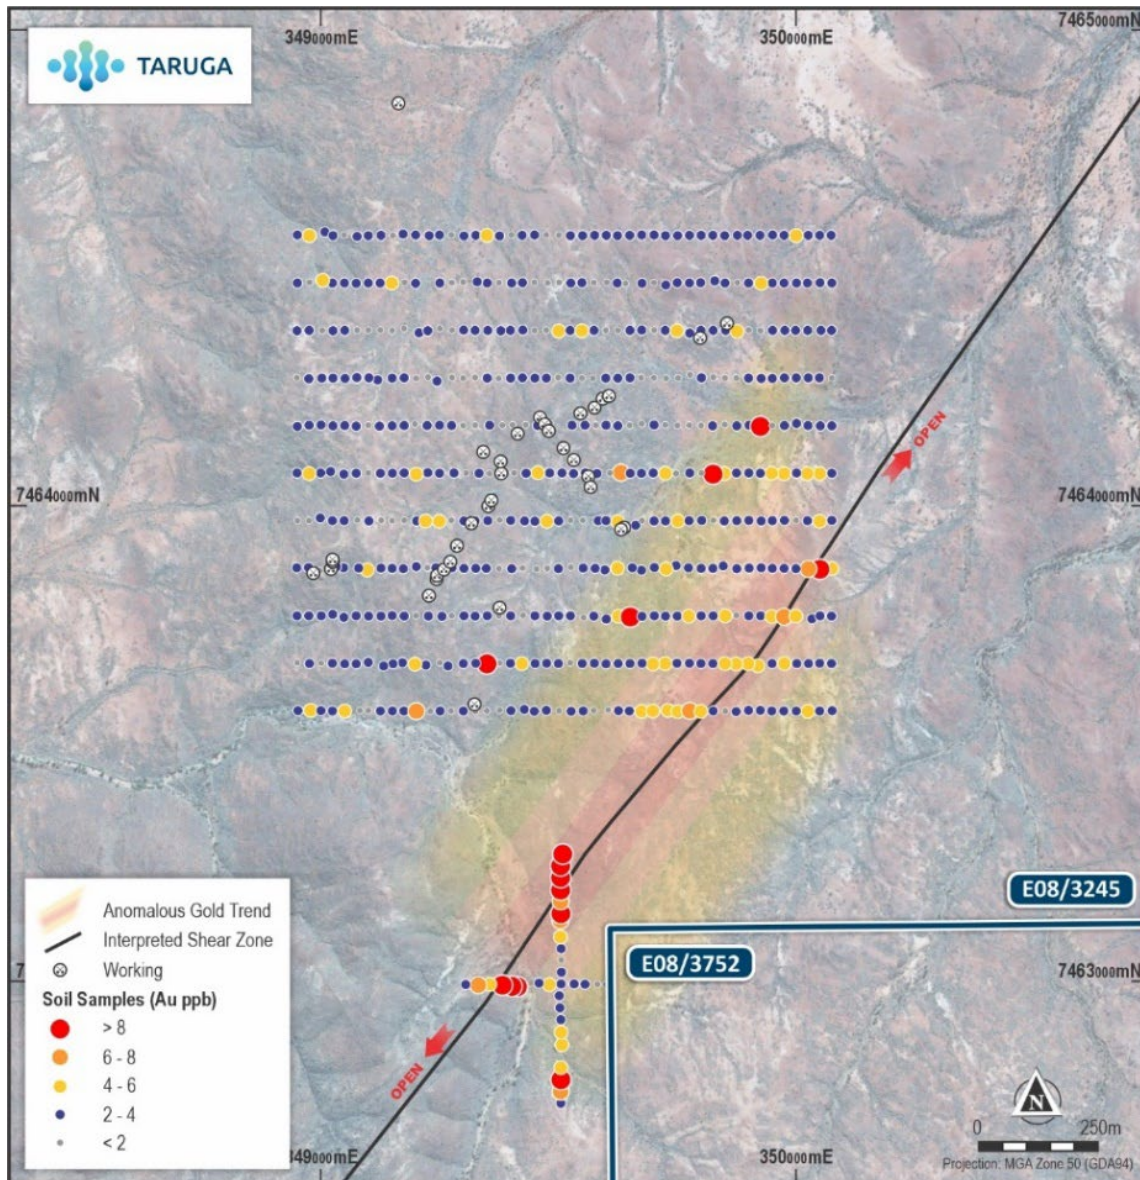 349000mE
350000mE
7465000mN
TARUGA
OPEN
7464000mN
7464000mN
E08/3245
E08/3752
Anomalous Gold Trend
Interpreted Shear Zone
Working
Soil Samples (Au ppb)
> 8
6 - 8
4 - 6
2 - 4
< 2
7463000mN
OPEN
N
0 250m
349000mE
350000mE
Projection: MGA Zone 50 (GDA94)